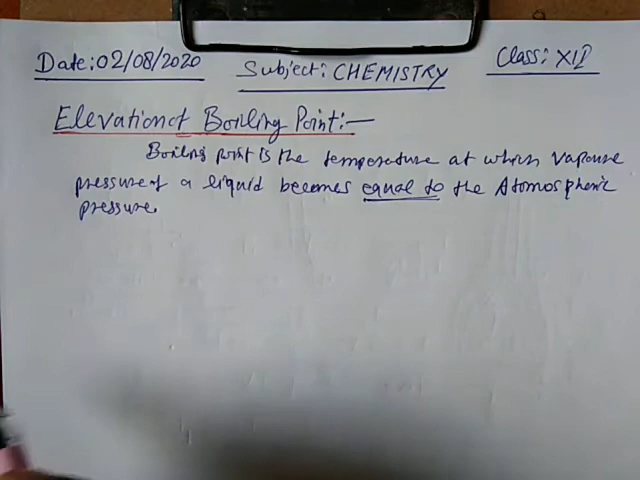 Date:02/08/2020 Subject: CHEMISTRY Class: XII
Elevation of Boiling Point:—
Boiling point is the temperature at which vapoure
pressure of a liquid becomes equal to the Atomospheric
pressure.